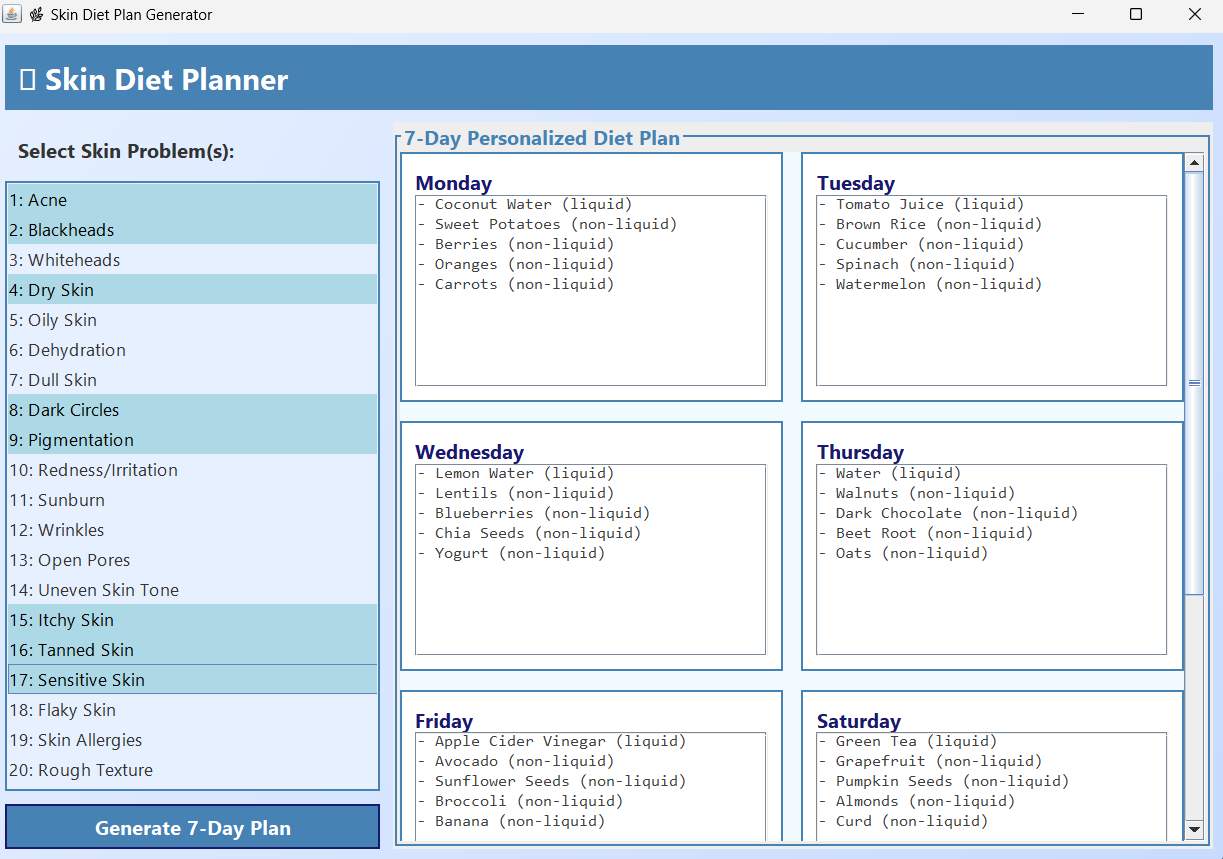 Skin Diet Plan Generator
Skin Diet Planner
Select Skin Problem(s):
1: Acne
2: Blackheads
3: Whiteheads
4: Dry Skin
5: Oily Skin
6: Dehydration
7: Dull Skin
8: Dark Circles
9: Pigmentation
10: Redness/Irritation
11: Sunburn
12: Wrinkles
13: Open Pores
14: Uneven Skin Tone
15: Itchy Skin
16: Tanned Skin
17: Sensitive Skin
18: Flaky Skin
19: Skin Allergies
20: Rough Texture
Generate 7-Day Plan
7-Day Personalized Diet Plan
Monday
- Coconut Water (liquid)
- Sweet Potatoes (non-liquid)
- Berries (non-liquid)
- Oranges (non-liquid)
- Carrots (non-liquid)
Tuesday
- Tomato Juice (liquid)
- Brown Rice (non-liquid)
- Cucumber (non-liquid)
- Spinach (non-liquid)
- Watermelon (non-liquid)
Wednesday
- Lemon Water (liquid)
- Lentils (non-liquid)
- Blueberries (non-liquid)
- Chia Seeds (non-liquid)
- Yogurt (non-liquid)
Thursday
- Water (liquid)
- Walnuts (non-liquid)
- Dark Chocolate (non-liquid)
- Beet Root (non-liquid)
- Oats (non-liquid)
Friday
- Apple Cider Vinegar (liquid)
- Avocado (non-liquid)
- Sunflower Seeds (non-liquid)
- Broccoli (non-liquid)
- Banana (non-liquid)
Saturday
- Green Tea (liquid)
- Grapefruit (non-liquid)
- Pumpkin Seeds (non-liquid)
- Almonds (non-liquid)
- Curd (non-liquid)